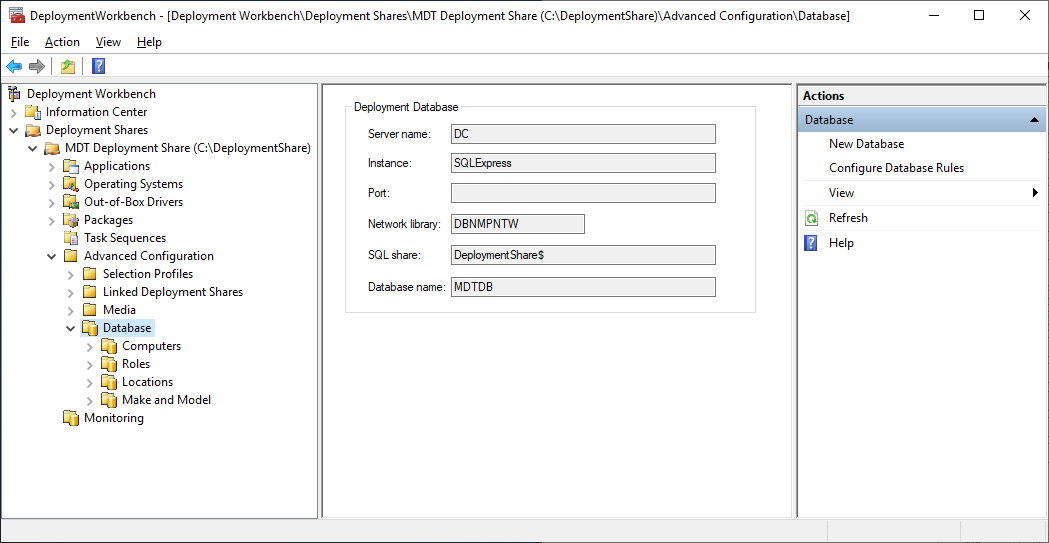 DeploymentWorkbench - [Deployment Workbench\Deployment Shares\MDT Deployment Share (C:\DeploymentShare)\Advanced Configuration\Database]
File Action View Help
Deployment Workbench
Information Center
Deployment Shares
MDT Deployment Share (C:\DeploymentShare)
Applications
Operating Systems
Out-of-Box Drivers
Packages
Task Sequences
Advanced Configuration
Selection Profiles
Linked Deployment Shares
Media
Database
Computers
Roles
Locations
Make and Model
Monitoring
Deployment Database
Server name: DC
Instance: SQLExpress
Port:
Network library: DBNMPNTW
SQL share: DeploymentShare$
Database name: MDTDB
Actions
Database
New Database
Configure Database Rules
View
Refresh
Help